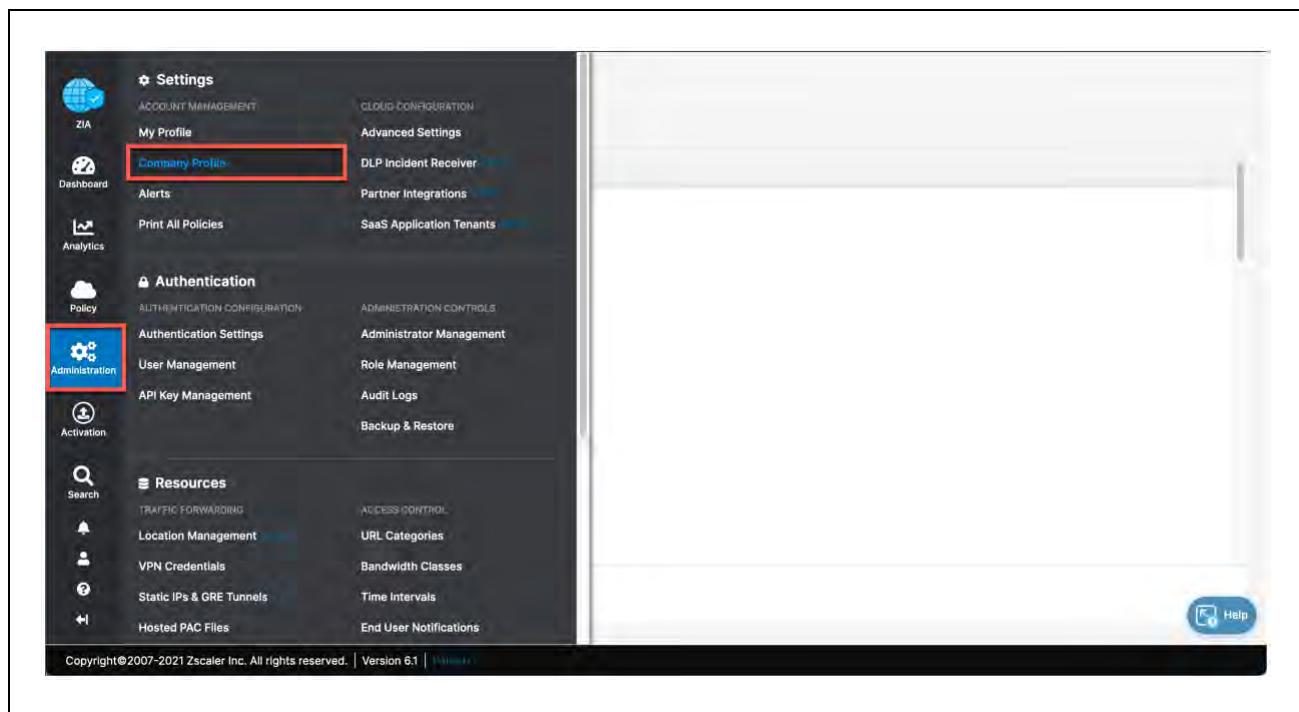 ZIA
Dashboard
Analytics
Policy
Administration
Activation
Search
Settings
ACCOUNT MANAGEMENT
My Profile
Company Profile
Alerts
Print All Policies
CLOUD CONFIGURATION
Advanced Settings
DLP Incident Receiver
Partner Integrations
SaaS Application Tenants
Authentication
AUTHENTICATION CONFIGURATION
Authentication Settings
User Management
API Key Management
ADMINISTRATION CONTROLS
Administrator Management
Role Management
Audit Logs
Backup & Restore
Resources
TRAFFIC FORWARDING
Location Management
VPN Credentials
Static IPs & GRE Tunnels
Hosted PAC Files
ACCESS CONTROL
URL Categories
Bandwidth Classes
Time Intervals
End User Notifications
Help
Copyright©2007-2021 Zscaler Inc. All rights reserved. | Version 6.1 |